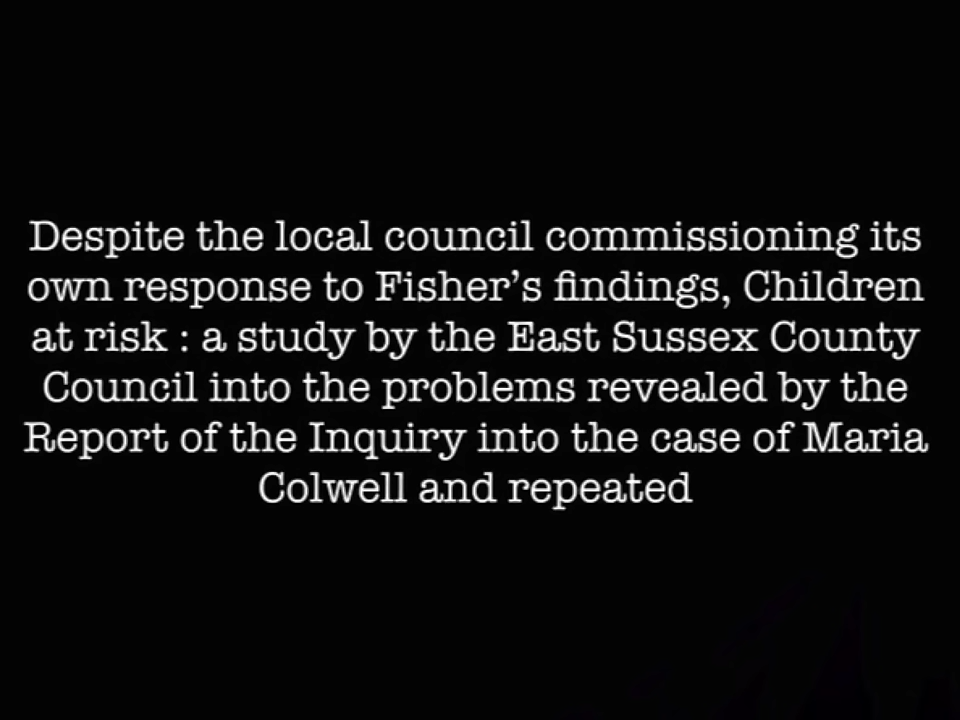 Despite the local council commissioning its
own response to Fisher’s findings, Children
at risk : a study by the East Sussex County
Council into the problems revealed by the
Report of the Inquiry into the case of Maria
Colwell and repeated